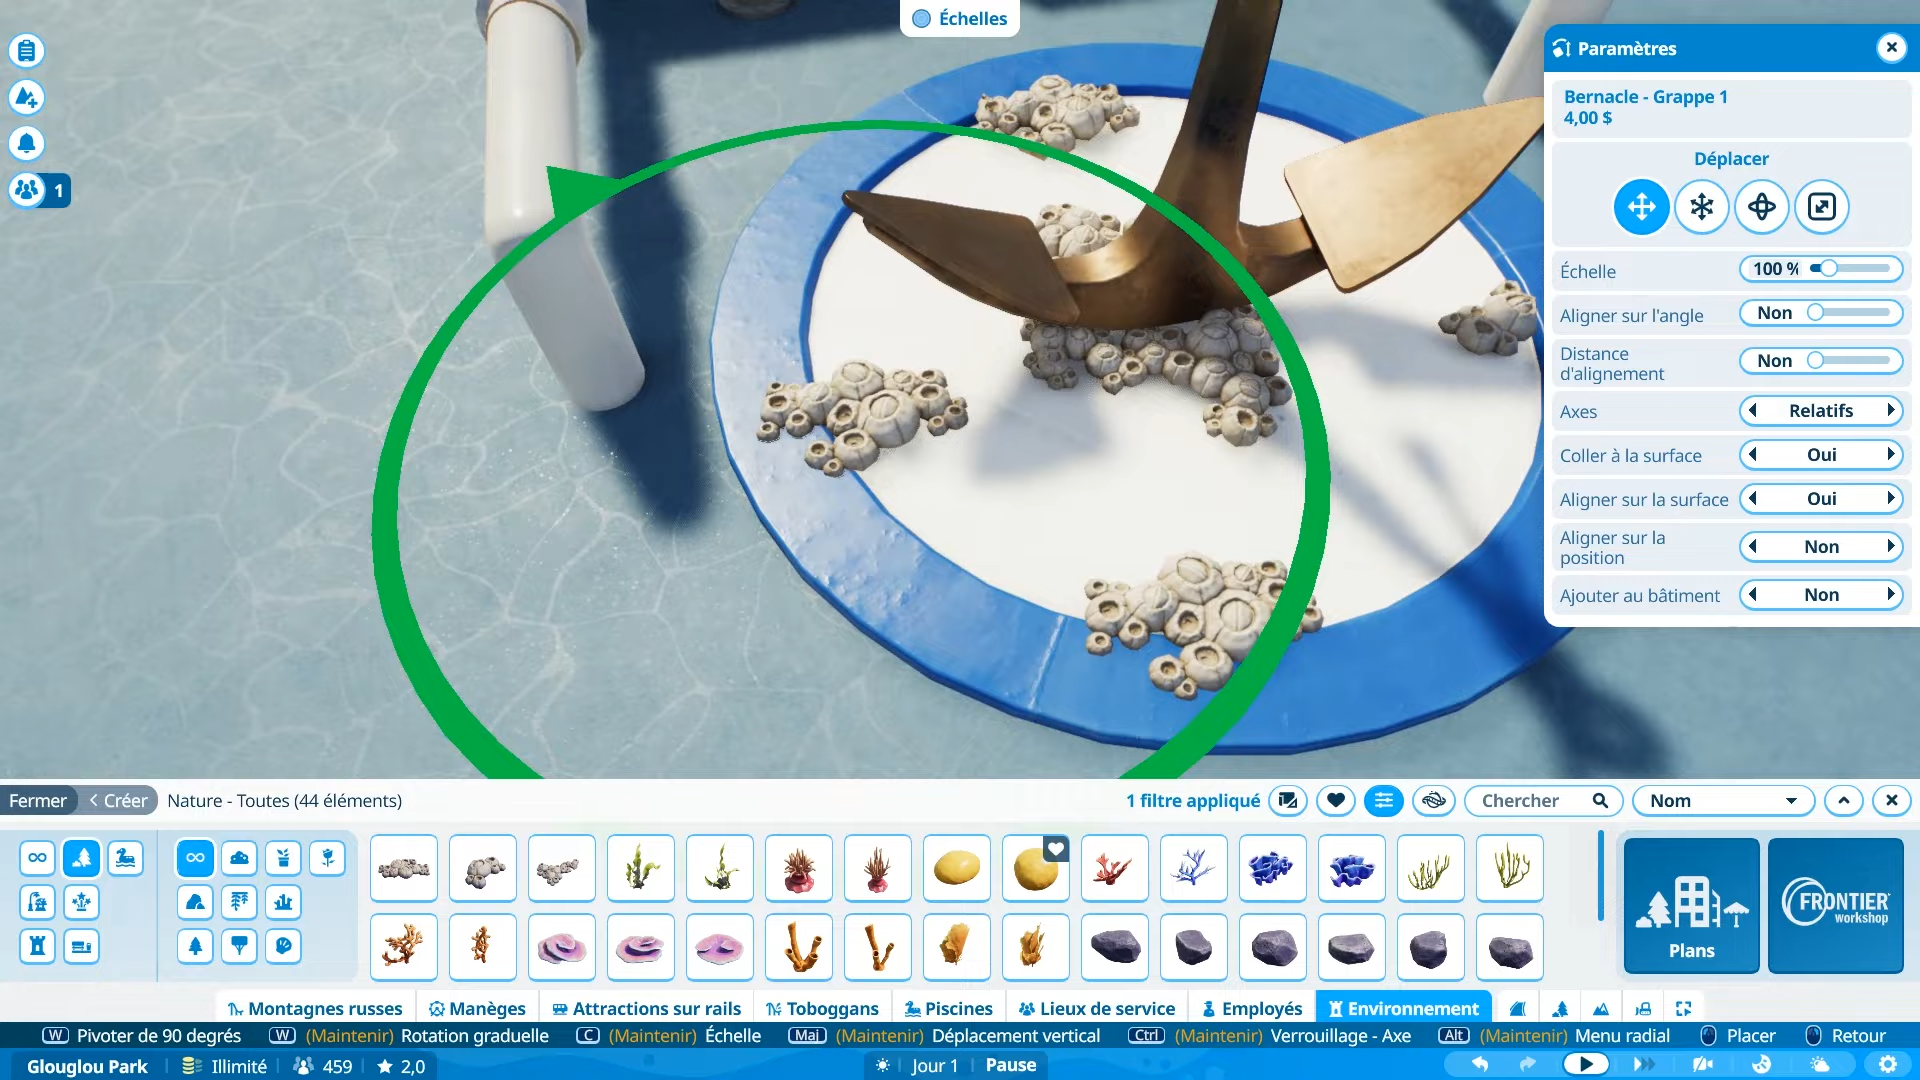 Échelles
Paramètres
1
Bernacle - Grappe 1
4,00 $
Déplacer
Échelle
100 %
Aligner sur l'angle
Non
Distance
d'alignement
Non
Axes
Relatifs
Coller à la surface
Oui
Aligner sur la surface
Oui
Aligner sur la
position
Non
Ajouter au bâtiment
Non
Fermer
Créer
Nature - Toutes (44 éléments)
1 filtre appliqué
Chercher
Nom
Plans
FRONTIER
workshop
Montagnes russes
Manèges
Attractions sur rails
Toboggans
Piscines
Lieux de service
Employés
Environnement
W Pivoter de 90 degrés
W (Maintenir) Rotation graduelle
C (Maintenir) Échelle
Maj (Maintenir) Déplacement vertical
Ctrl (Maintenir) Verrouillage - Axe
Alt (Maintenir) Menu radial
Placer
Retour
Glouglou Park
Illimité
459
2,0
Jour 1
Pause